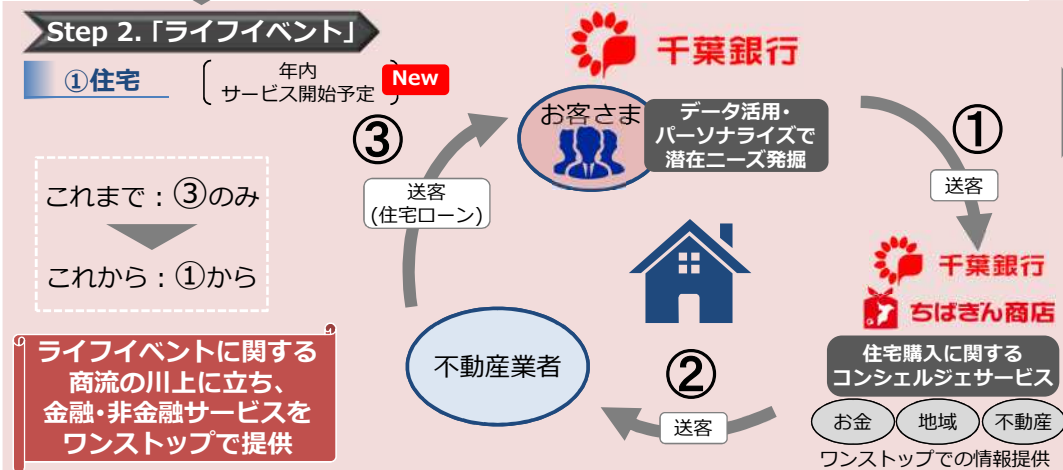 Step 2.「ライフイベント」
①住宅
年内
サービス開始予定
New
千葉銀行
お客さま
データ活用・
パーソナライズで
潜在ニーズ発掘
①
送客
③
送客
(住宅ローン)
これまで：③のみ
これから：①から
千葉銀行
ちばぎん商店
住宅購入に関する
コンシェルジェサービス
お金
地域
不動産
ワンストップでの情報提供
②
送客
不動産業者
ライフイベントに関する
商流の川上に立ち、
金融・非金融サービスを
ワンストップで提供